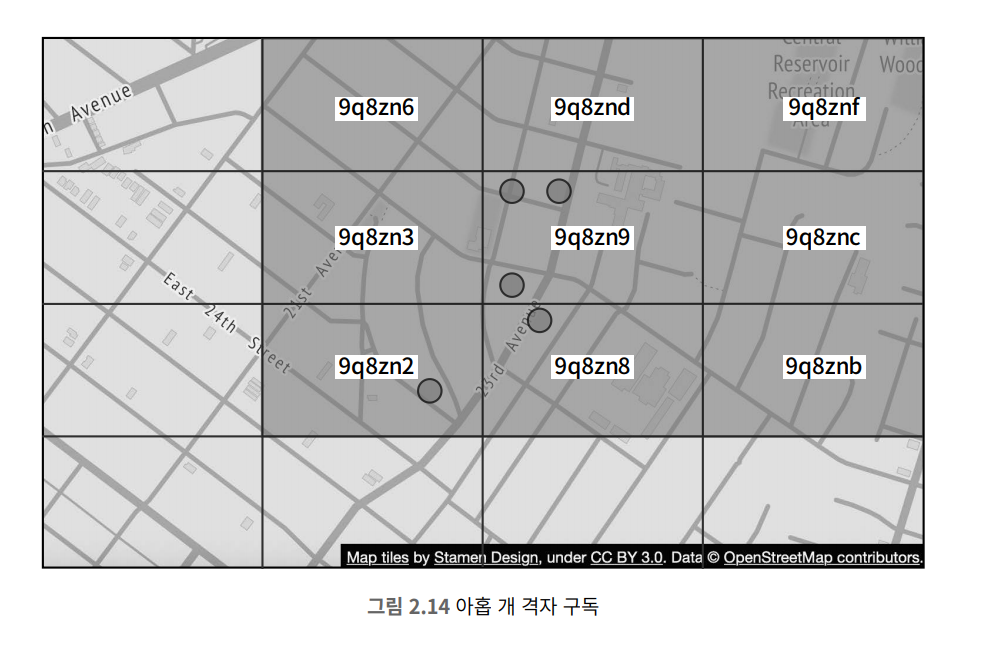 Central
Reservoir
Recreation
Area
Wood
n Avenue
9q8zn6
9q8znd
9q8znf
9q8zn3
9q8zn9
9q8znc
21st Ave
East 24th Street
23rd Avenue
9q8zn2
9q8zn8
9q8znb
Map tiles by Stamen Design, under CC BY 3.0. Data © OpenStreetMap contributors.
그림 2.14 아홉 개 격자 구독